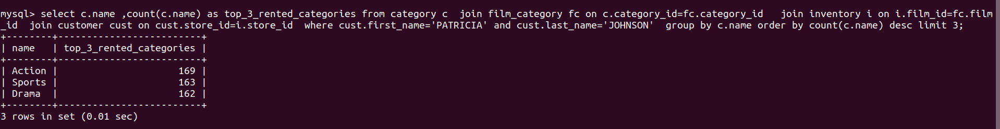 mysql> select c.name ,count(c.name) as top_3_rented_categories from category c  join film_category fc on c.category_id=fc.category_id   join inventory i on i.film_id=fc.film
_id  join customer cust on cust.store_id=i.store_id  where cust.first_name='PATRICIA' and cust.last_name='JOHNSON'  group by c.name order by count(c.name) desc limit 3;
+--------+-------------------------+
| name   | top_3_rented_categories |
+--------+-------------------------+
| Action |                     169 |
| Sports |                     163 |
| Drama  |                     162 |
+--------+-------------------------+
3 rows in set (0.01 sec)